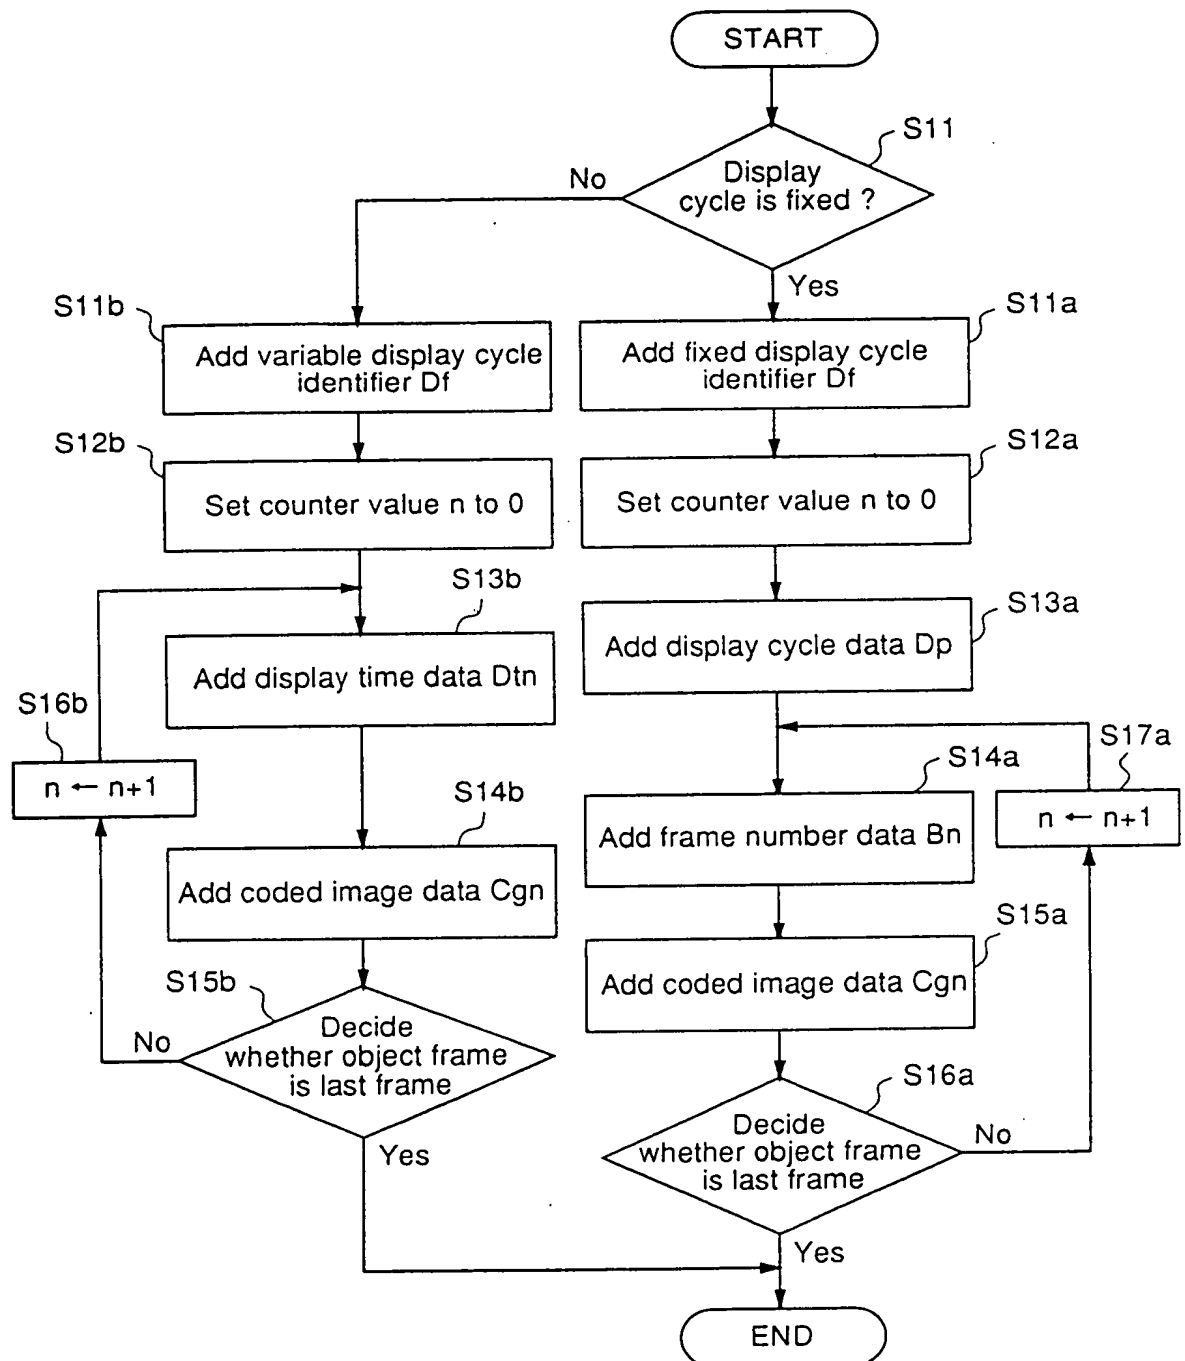 START
S11
Display
cycle is fixed ?
No
Yes
S11b
Add variable display cycle
identifier Df
S11a
Add fixed display cycle
identifier Df
S12b
Set counter value n to 0
S12a
Set counter value n to 0
S13b
Add display time data Dtn
S13a
Add display cycle data Dp
S16b
n ← n+1
S17a
n ← n+1
S14b
Add coded image data Cgn
S14a
Add frame number data Bn
S15a
Add coded image data Cgn
S15b
Decide
whether object frame
is last frame
No
Yes
S16a
Decide
whether object frame
is last frame
No
Yes
END